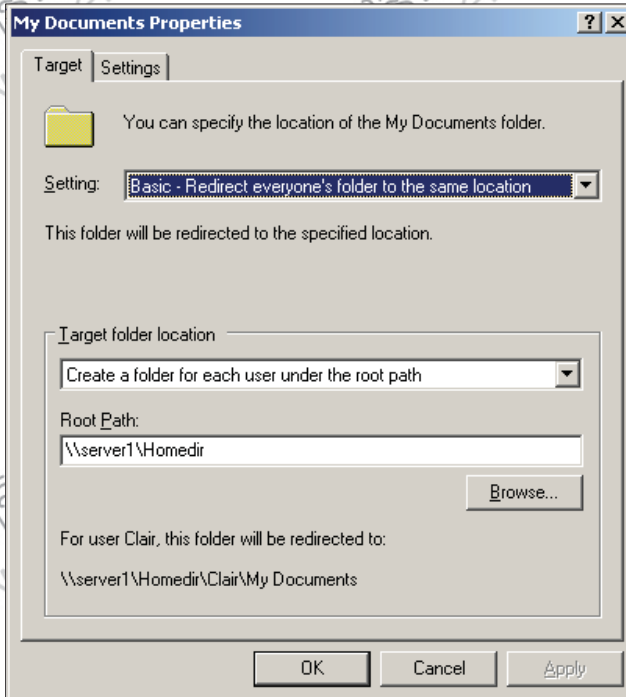 My Documents Properties
Target
Settings
You can specify the location of the My Documents folder.
Setting:
Basic - Redirect everyone's folder to the same location
This folder will be redirected to the specified location.
Target folder location
Create a folder for each user under the root path
Root Path:
\\server1\Homedir
Browse...
For user Clair, this folder will be redirected to:
\\server1\Homedir\Clair\My Documents
OK
Cancel
Apply